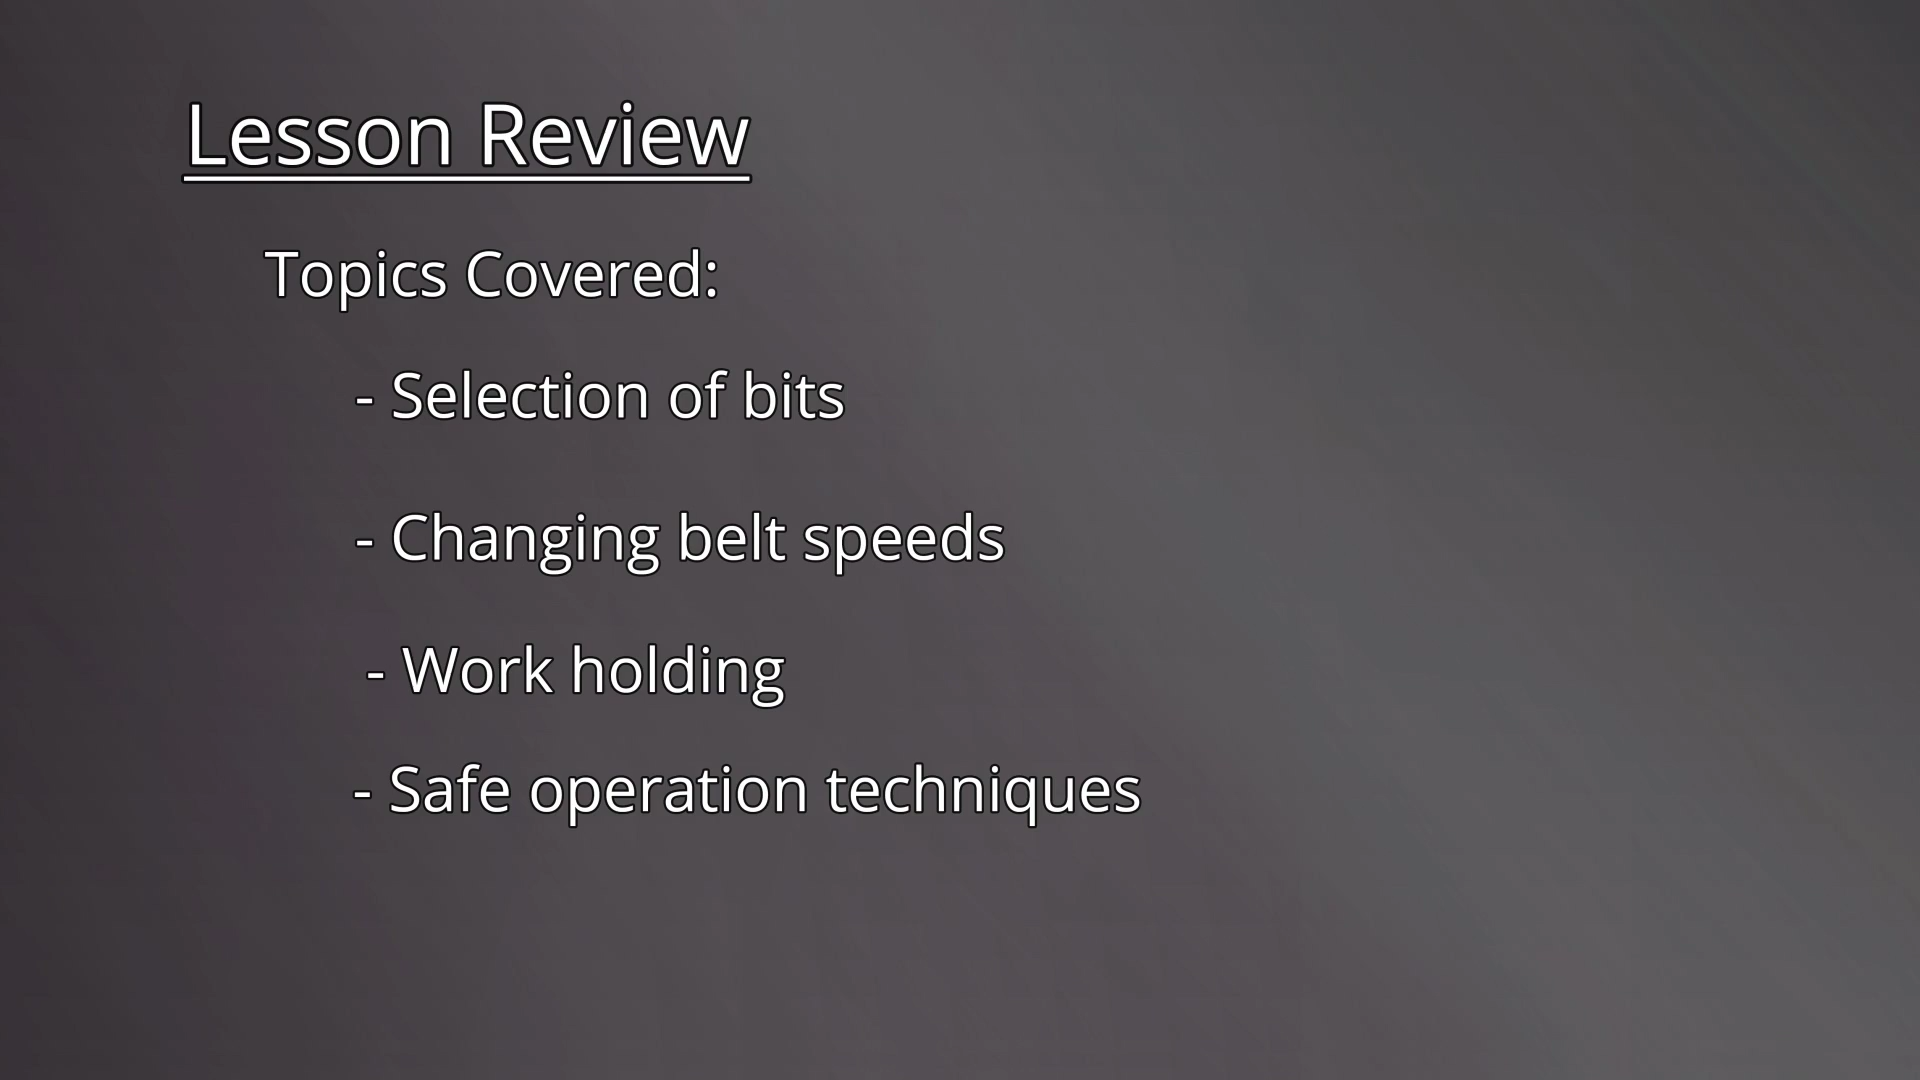 Lesson Review
Topics Covered:
- Selection of bits
- Changing belt speeds
- Work holding
- Safe operation techniques